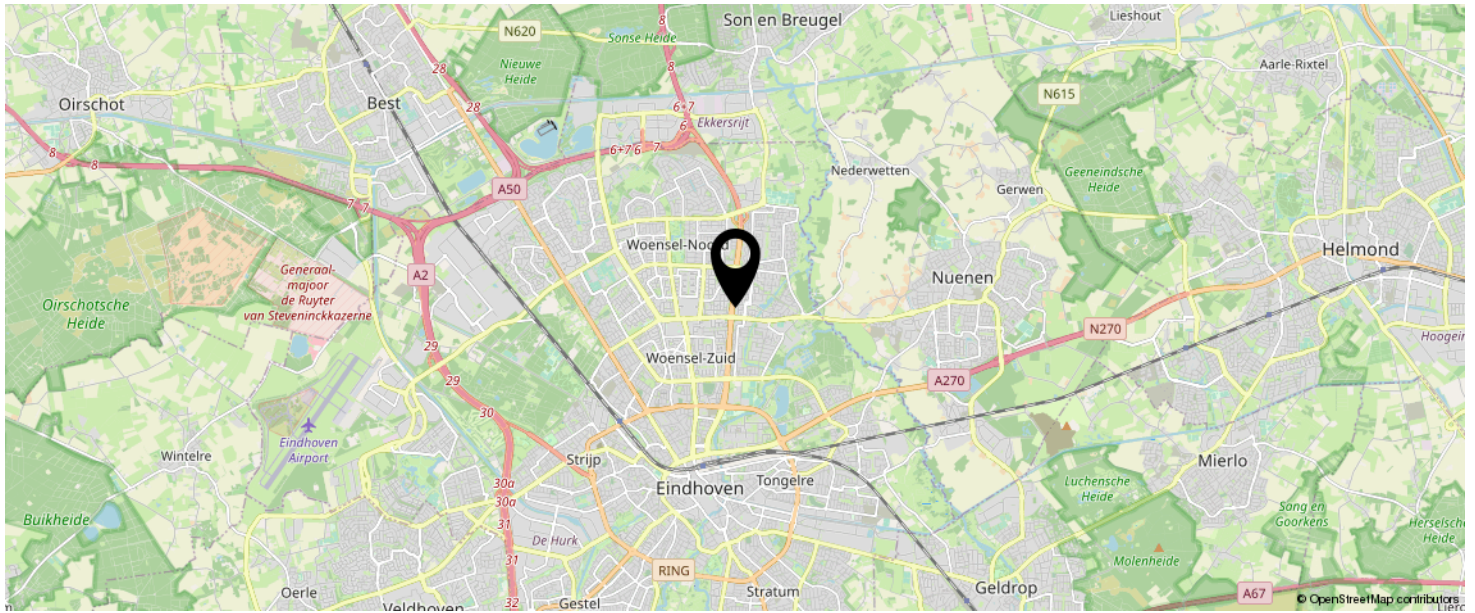 Son en Breugel
Lieshout
N620
Sonse Heide
8
28
Nieuwe
Heide
8
Aarle-Rixtel
Oirschot
Best
28
6+7
N615
6
Ekkersrijt
8
8
6+7
6
7
A50
Nederwetten
Geeneindsche
Heide
Gerwen
7
7
Woensel-Noord
Helmond
A2
Generaal-
majoor
de Ruyter
van Steveninckkazerne
Nuenen
Oirschotsche
Heide
N270
Hoogein
29
Woensel-Zuid
29
A270
30
Eindhoven
Airport
Wintelre
Strijp
Mierlo
30a
Eindhoven
Tongelre
Luchensche
Heide
30a
Buikheide
31
Sang en
Goorkens
Herselsche
Heide
De Hurk
31
Molenheide
RING
Geldrop
Oerle
Stratum
A67
Veldhoven
32
Gestel
© OpenStreetMap contributors